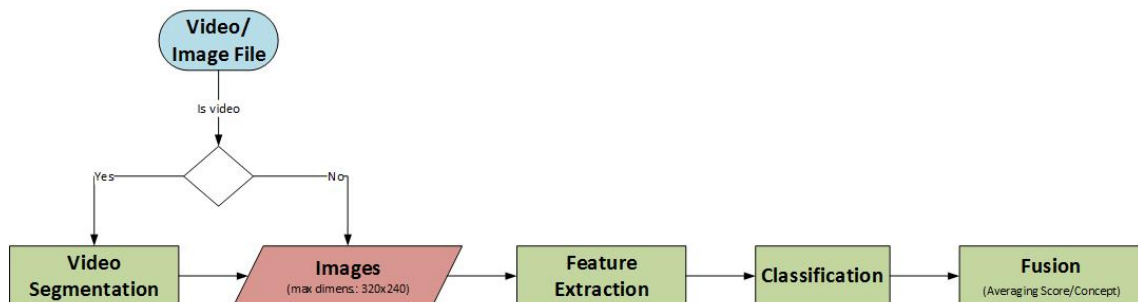 Video/
Image File
Is video
Yes
No
Video
Segmentation
Images
(max dimens.: 320x240)
Feature
Extraction
Classification
Fusion
(Averaging Score/Concept)